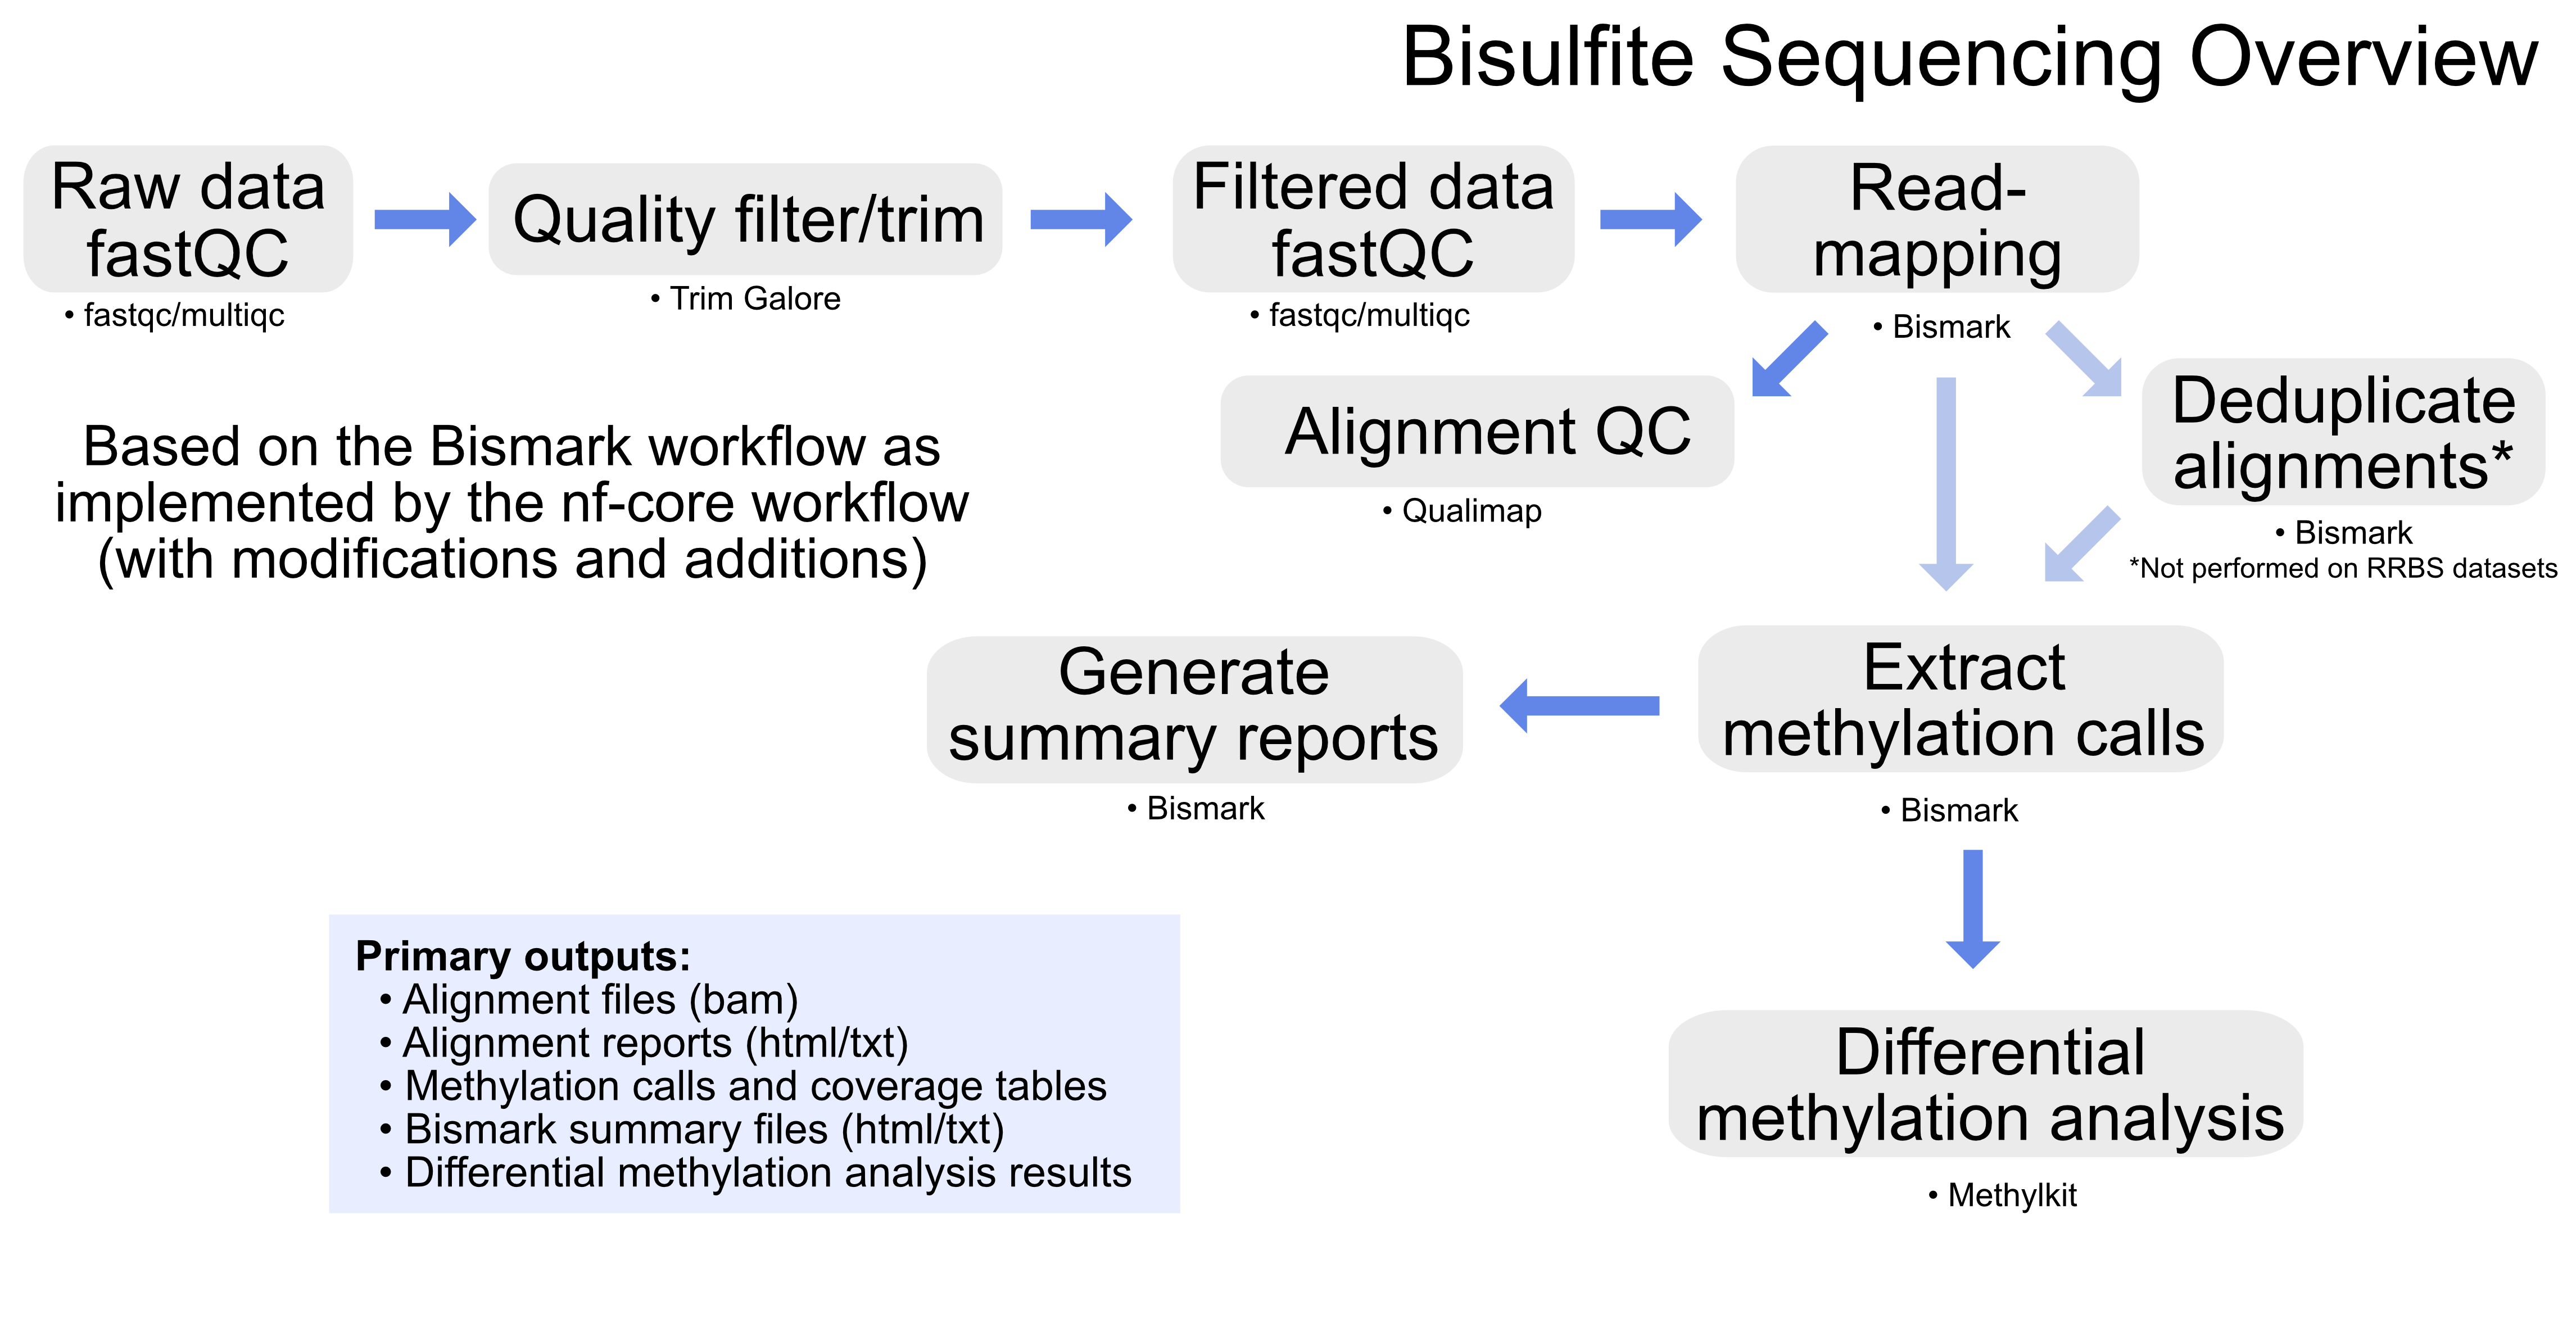 Bisulfite Sequencing Overview
Raw data
fastQC
• fastqc/multiqc
Quality filter/trim
• Trim Galore
Filtered data
fastQC
• fastqc/multiqc
Read-
mapping
• Bismark
Alignment QC
• Qualimap
Deduplicate
alignments*
• Bismark
*Not performed on RRBS datasets
Based on the Bismark workflow as
implemented by the nf-core workflow
(with modifications and additions)
Extract
methylation calls
• Bismark
Generate
summary reports
• Bismark
Differential
methylation analysis
• Methylkit
Primary outputs:
• Alignment files (bam)
• Alignment reports (html/txt)
• Methylation calls and coverage tables
• Bismark summary files (html/txt)
• Differential methylation analysis results